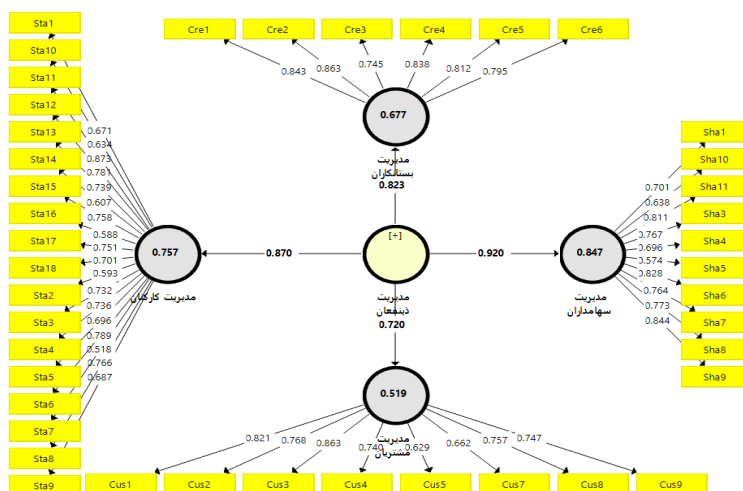 Sta1
Sta10
Sta11
Sta12
Sta13
Sta14
Sta15
Sta16
Sta17
Sta18
Sta2
Sta3
Sta4
Sta5
Sta6
Sta7
Sta8
Sta9
0.671
0.634
0.873
0.781
0.739
0.607
0.758
0.588
0.751
0.701
0.593
0.732
0.736
0.696
0.789
0.518
0.766
0.687
0.757
مدیریت کارکنان
0.870
Cre1
Cre2
Cre3
Cre4
Cre5
Cre6
0.843
0.863
0.745
0.838
0.812
0.795
0.677
مدیریت
بستانکاران
0.823
[+]
مدیریت
ذینفعان
0.720
0.920
0.847
مدیریت
سهامداران
0.701
0.638
0.811
0.767
0.696
0.574
0.828
0.764
0.773
0.844
Sha1
Sha10
Sha11
Sha3
Sha4
Sha5
Sha6
Sha7
Sha8
Sha9
0.519
مدیریت
مشتریان
0.821
0.768
0.863
0.740
0.629
0.662
0.757
0.747
Cus1
Cus2
Cus3
Cus4
Cus5
Cus7
Cus8
Cus9